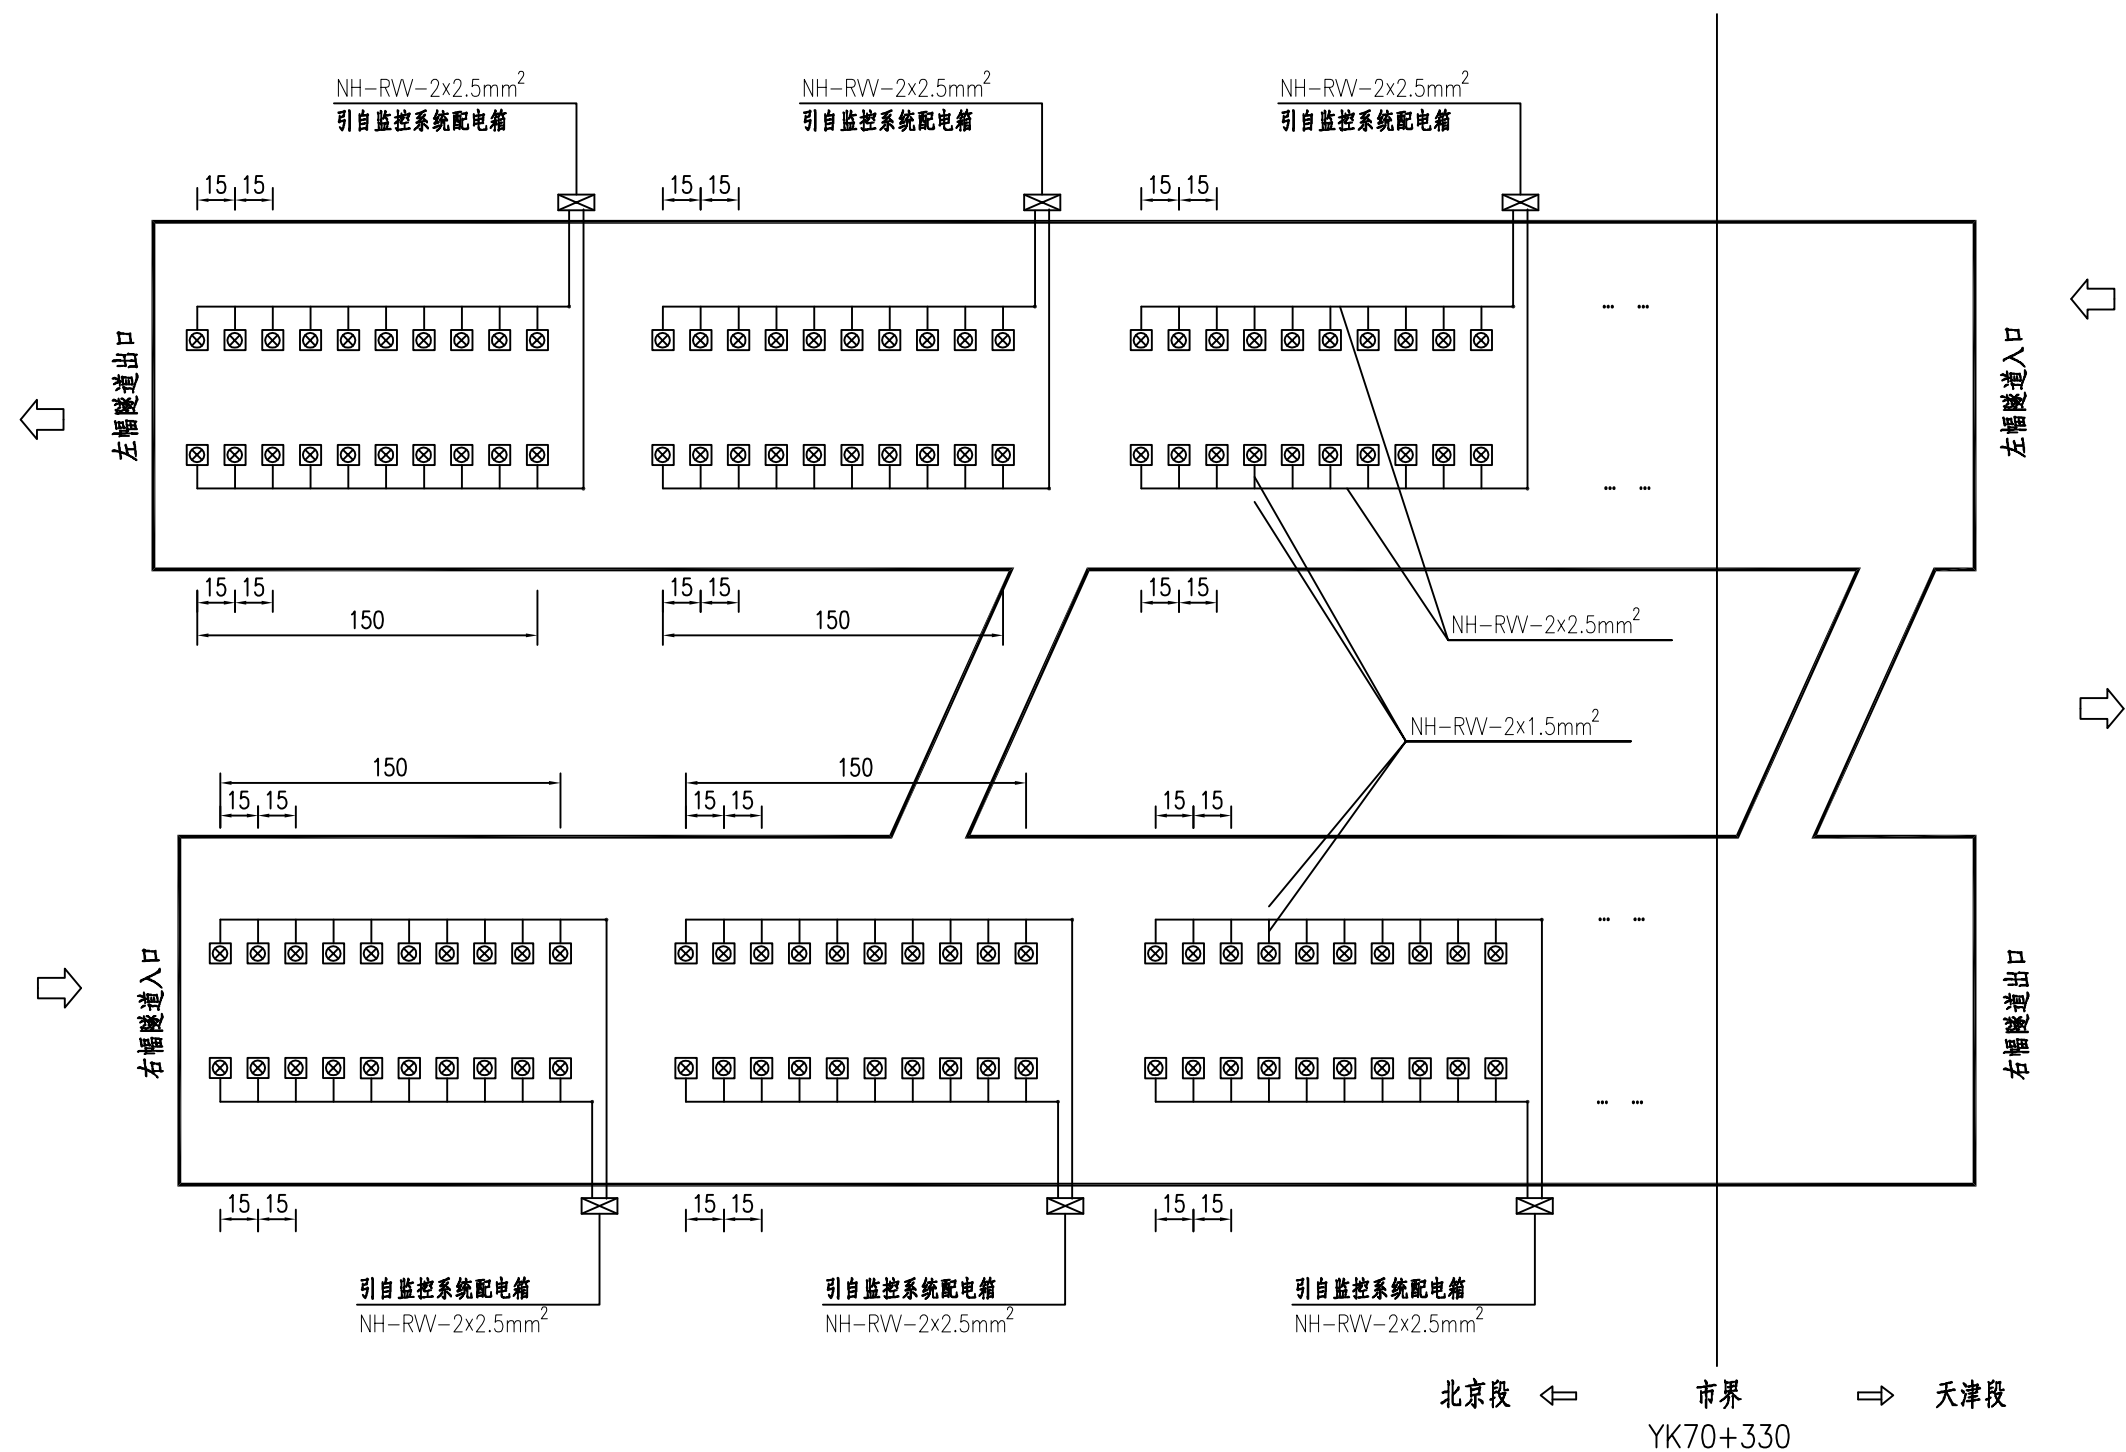 NH-RVV-2x2.5mm²
引自监控系统配电箱
NH-RVV-2x2.5mm²
引自监控系统配电箱
NH-RVV-2x2.5mm²
引自监控系统配电箱
15 15
15 15
15 15
左幅隧道出口
左幅隧道入口
15 15
15 15
15 15
150
150
NH-RVV-2x2.5mm²
NH-RVV-2x1.5mm²
150
150
15 15
15 15
15 15
... ...
... ...
... ...
... ...
右幅隧道入口
右幅隧道出口
15 15
15 15
15 15
引自监控系统配电箱
NH-RVV-2x2.5mm²
引自监控系统配电箱
NH-RVV-2x2.5mm²
引自监控系统配电箱
NH-RVV-2x2.5mm²
北京段
市界
天津段
YK70+330